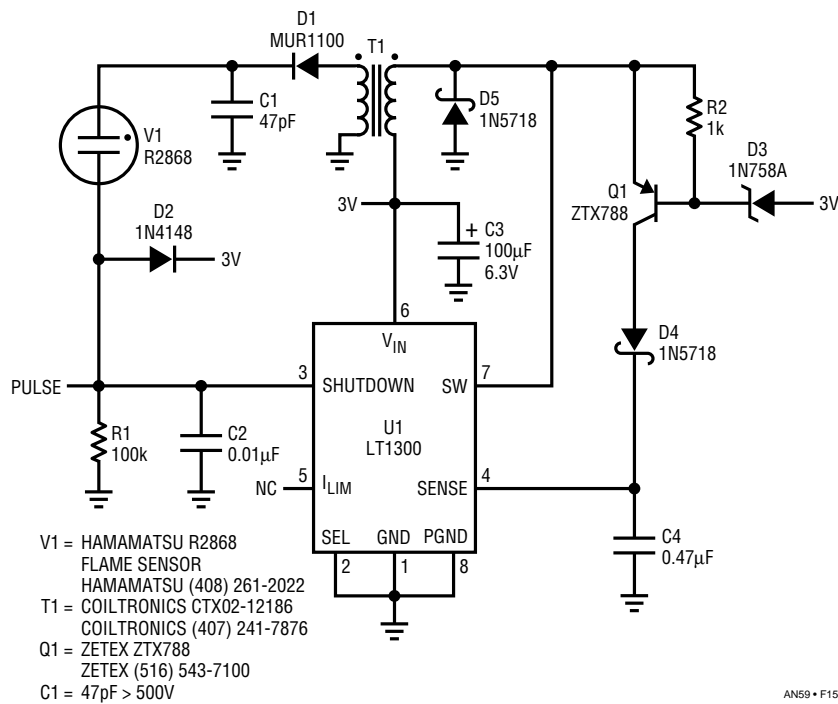 D1
MUR1100
T1
C1
47pF
D5
1N5718
R2
1k
V1
R2868
D3
1N758A
Q1
ZTX788
3V
3V
D2
1N4148
3V
+ C3
100µF
6.3V
6
V_IN
D4
1N5718
PULSE
3
SHUTDOWN
SW
7
R1
100k
C2
0.01µF
U1
LT1300
NC
5
I_LIM
SENSE
4
SEL
GND
PGND
2
1
8
C4
0.47µF
V1 = HAMAMATSU R2868
FLAME SENSOR
HAMAMATSU (408) 261-2022
T1 = COILTRONICS CTX02-12186
COILTRONICS (407) 241-7876
Q1 = ZETEX ZTX788
ZETEX (516) 543-7100
C1 = 47pF > 500V
AN59 • F15